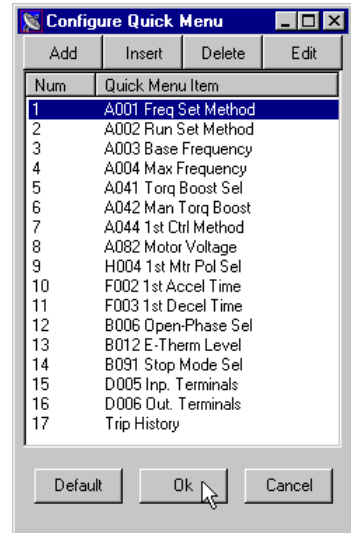 Configure Quick Menu
Add Insert Delete Edit
Num Quick Menu Item
1 A001 Freq Set Method
2 A002 Run Set Method
3 A003 Base Frequency
4 A004 Max Frequency
5 A041 Torq Boost Sel
6 A042 Man Torq Boost
7 A044 1st Ctrl Method
8 A082 Motor Voltage
9 H004 1st Mtr Pol Sel
10 F002 1st Accel Time
11 F003 1st Decel Time
12 B006 Open-Phase Sel
13 B012 E-Therm Level
14 B091 Stop Mode Sel
15 D005 Inp. Terminals
16 D006 Out. Terminals
17 Trip History
Default Ok Cancel